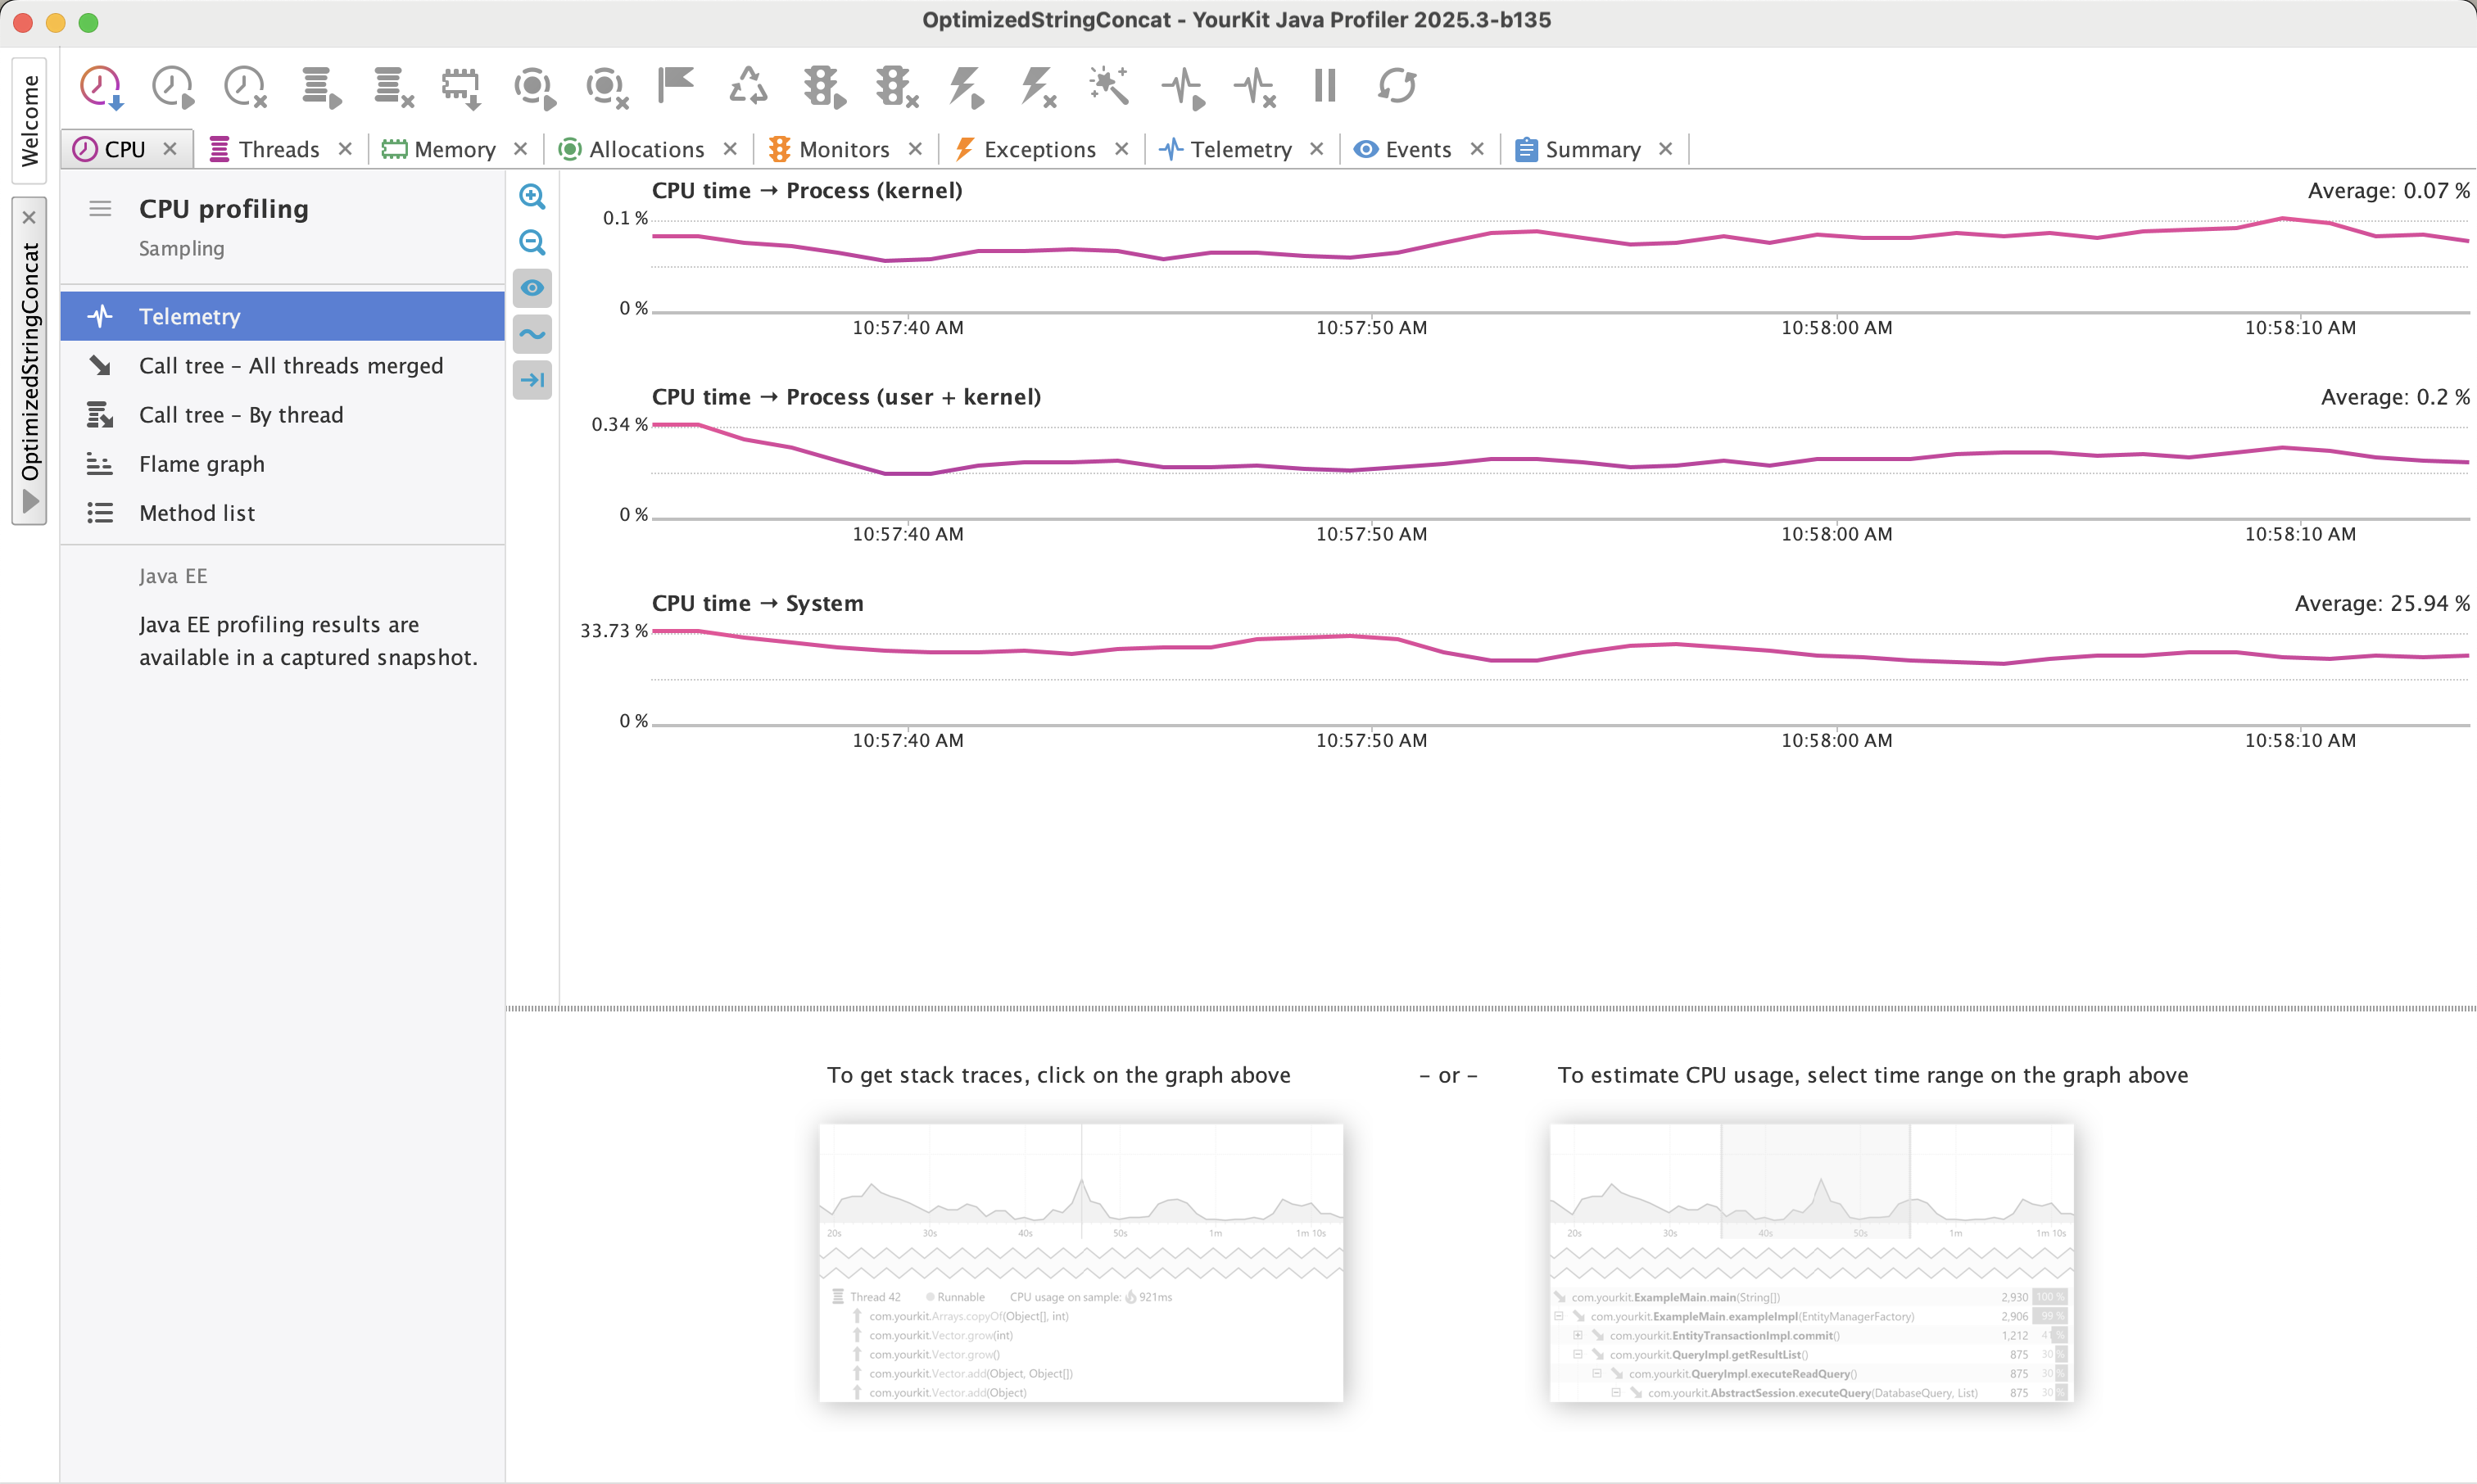 OptimizedStringConcat - YourKit Java Profiler 2025.3-b135
Welcome
OptimizedStringConcat
CPU
Threads
Memory
Allocations
Monitors
Exceptions
Telemetry
Events
Summary
CPU profiling
Sampling
Telemetry
Call tree – All threads merged
Call tree – By thread
Flame graph
Method list
Java EE
Java EE profiling results are
available in a captured snapshot.
CPU time → Process (kernel)
Average: 0.07 %
0.1 %
0 %
10:57:40 AM 10:57:50 AM 10:58:00 AM 10:58:10 AM
CPU time → Process (user + kernel)
Average: 0.2 %
0.34 %
0 %
10:57:40 AM 10:57:50 AM 10:58:00 AM 10:58:10 AM
CPU time → System
Average: 25.94 %
33.73 %
0 %
10:57:40 AM 10:57:50 AM 10:58:00 AM 10:58:10 AM
To get stack traces, click on the graph above
– or –
To estimate CPU usage, select time range on the graph above
20s 30s 40s 50s 1m 1m 10s
Thread 42 Runnable CPU usage on sample: 921ms
com.yourkit.Arrays.copyOf(Object[], int)
com.yourkit.Vector.grow(int)
com.yourkit.Vector.grow()
com.yourkit.Vector.add(Object, Object[])
com.yourkit.Vector.add(Object)
20s 30s 40s 50s 1m 1m 10s
com.yourkit.ExampleMain.main(String[]) 2,930 100 %
com.yourkit.ExampleMain.exampleImpl(EntityManagerFactory) 2,906 99 %
com.yourkit.EntityTransactionImpl.commit() 1,212 41 %
com.yourkit.QueryImpl.getResultList() 875 30 %
com.yourkit.QueryImpl.executeReadQuery() 875 30 %
com.yourkit.AbstractSession.executeQuery(DatabaseQuery, List) 875 30 %